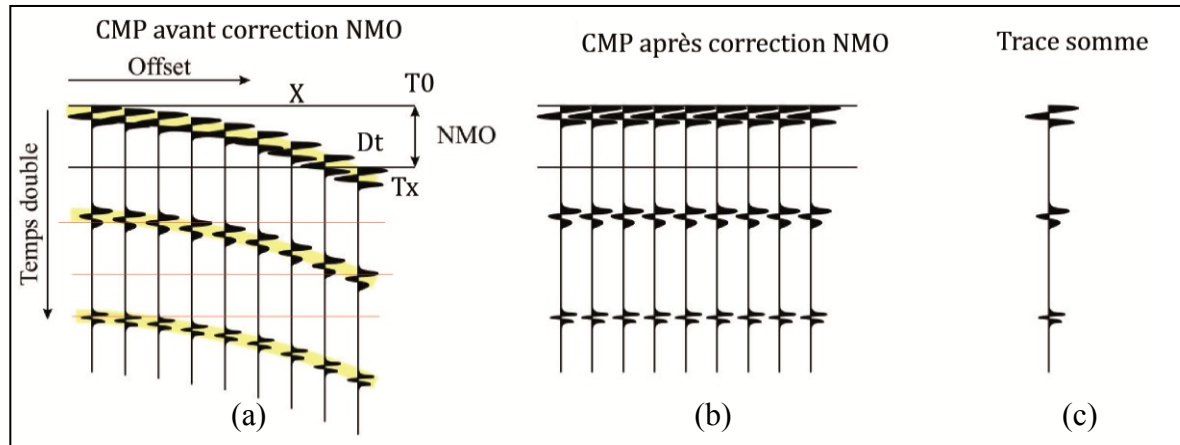 CMP avant correction NMO
Offset
X
T0
Dt
NMO
Tx
Temps double
(a)
CMP après correction NMO
(b)
Trace somme
(c)